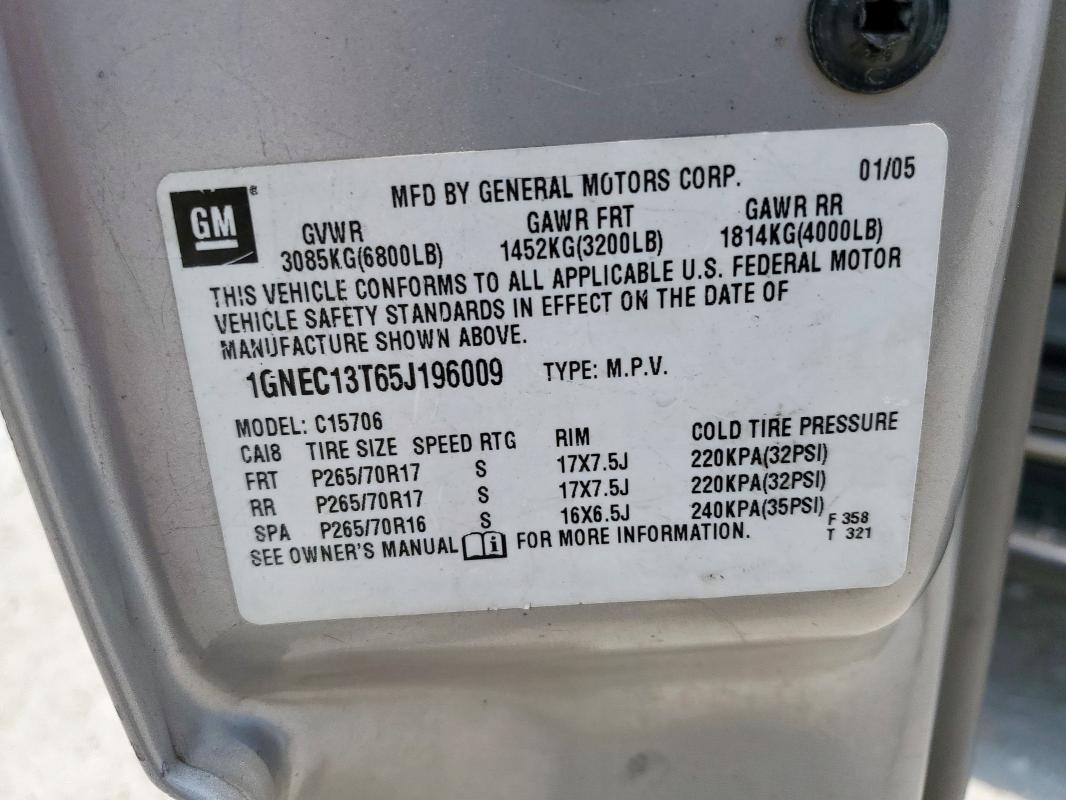 GM ®
MFD BY GENERAL MOTORS CORP. 01/05
GVWR GAWR FRT GAWR RR
3085KG(6800LB) 1452KG(3200LB) 1814KG(4000LB)
THIS VEHICLE CONFORMS TO ALL APPLICABLE U.S. FEDERAL MOTOR
VEHICLE SAFETY STANDARDS IN EFFECT ON THE DATE OF
MANUFACTURE SHOWN ABOVE.
1GNEC13T65J196009 TYPE: M.P.V.
MODEL: C15706
CAI8 TIRE SIZE SPEED RTG RIM COLD TIRE PRESSURE
FRT P265/70R17 S 17X7.5J 220KPA(32PSI)
RR P265/70R17 S 17X7.5J 220KPA(32PSI)
SPA P265/70R16 S 16X6.5J 240KPA(35PSI) F 358
SEE OWNER'S MANUAL i FOR MORE INFORMATION. T 321